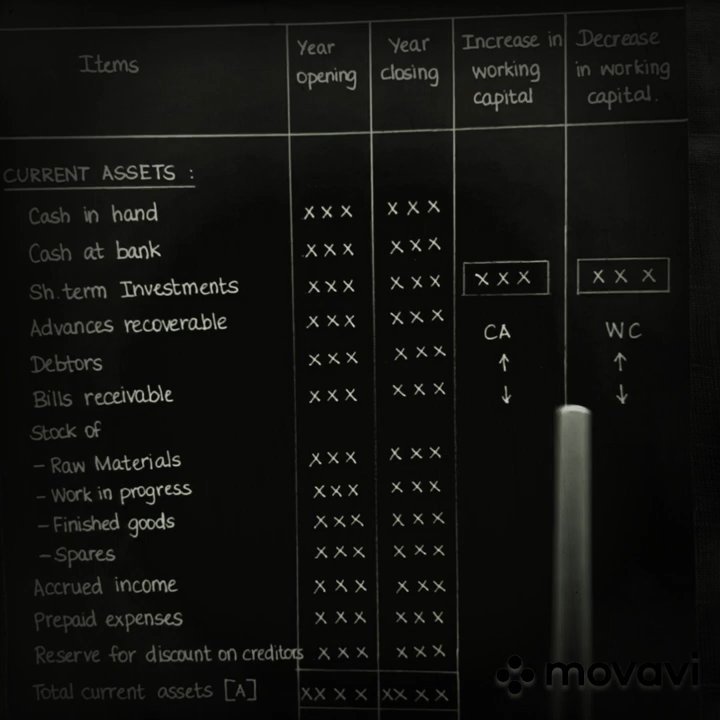 Items Year opening Year closing Increase in working capital Decrease in working capital.
CURRENT ASSETS :
Cash in hand XXX XXX
Cash at bank XXX XXX
Sh.term Investments XXX XXX XXX XXX
Advances recoverable XXX XXX
CA WC
Debtors XXX XXX ↑ ↑
Bills receivable XXX XXX ↓ ↓
Stock of
- Raw Materials XXX XXX
- Work in progress XXX XXX
- Finished goods XXX XXX
- Spares XXX XXX
Accrued income XXX XXX
Prepaid expenses XXX XXX
Reserve for discount on creditors XXX XXX
Total current assets [A] XXXX XXXX
movavi